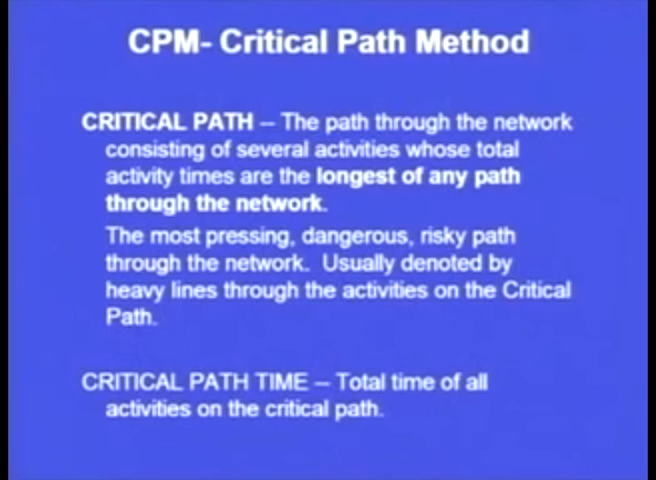 CPM- Critical Path Method
CRITICAL PATH – The path through the network
consisting of several activities whose total
activity times are the longest of any path
through the network.
The most pressing, dangerous, risky path
through the network. Usually denoted by
heavy lines through the activities on the Critical
Path.
CRITICAL PATH TIME – Total time of all
activities on the critical path.